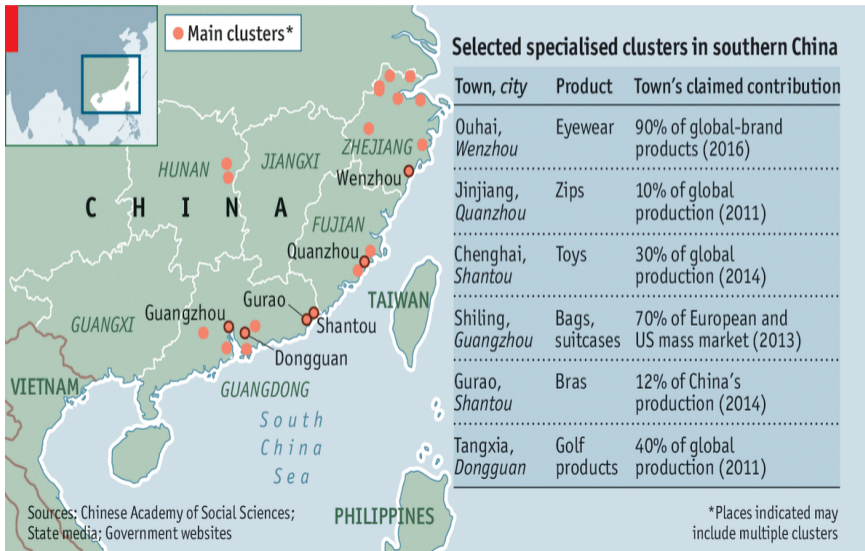 Main clusters*
HUNAN
JIANGXI
ZHEJIANG
Wenzhou
C H I N A
FUJIAN
Quanzhou
Gurao
Guangzhou
Shantou
TAIWAN
GUANGXI
Dongguan
VIETNAM
GUANGDONG
South
China
Sea
PHILIPPINES
Sources: Chinese Academy of Social Sciences;
State media; Government websites
Selected specialised clusters in southern China
Town, city Product Town's claimed contribution
Ouhai, Eyewear 90% of global-brand
Wenzhou products (2016)
Jinjiang, Zips 10% of global
Quanzhou production (2011)
Chenghai, Toys 30% of global
Shantou production (2014)
Shiling, Bags, 70% of European and
Guangzhou suitcases US mass market (2013)
Gurao, Bras 12% of China's
Shantou production (2014)
Tangxia, Golf 40% of global
Dongguan products production (2011)
*Places indicated may
include multiple clusters